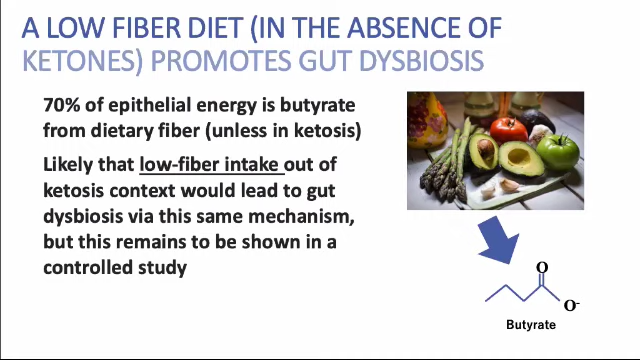 A LOW FIBER DIET (IN THE ABSENCE OF
KETONES) PROMOTES GUT DYSBIOSIS
70% of epithelial energy is butyrate
from dietary fiber (unless in ketosis)
Likely that low-fiber intake out of
ketosis context would lead to gut
dysbiosis via this same mechanism,
but this remains to be shown in a
controlled study
O
O-
Butyrate